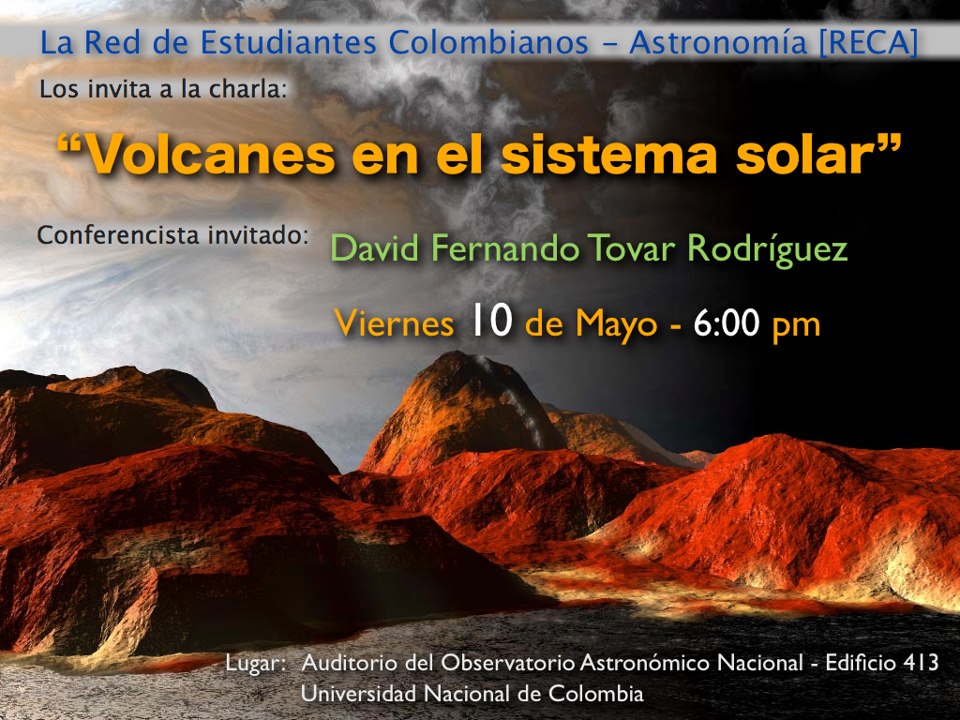 La Red de Estudiantes Colombianos - Astronomía [RECA]
Los invita a la charla:
“Volcanes en el sistema solar”
Conferencista invitado: David Fernando Tovar Rodríguez
Viernes 10 de Mayo - 6:00 pm
Lugar: Auditorio del Observatorio Astronómico Nacional - Edificio 413
Universidad Nacional de Colombia